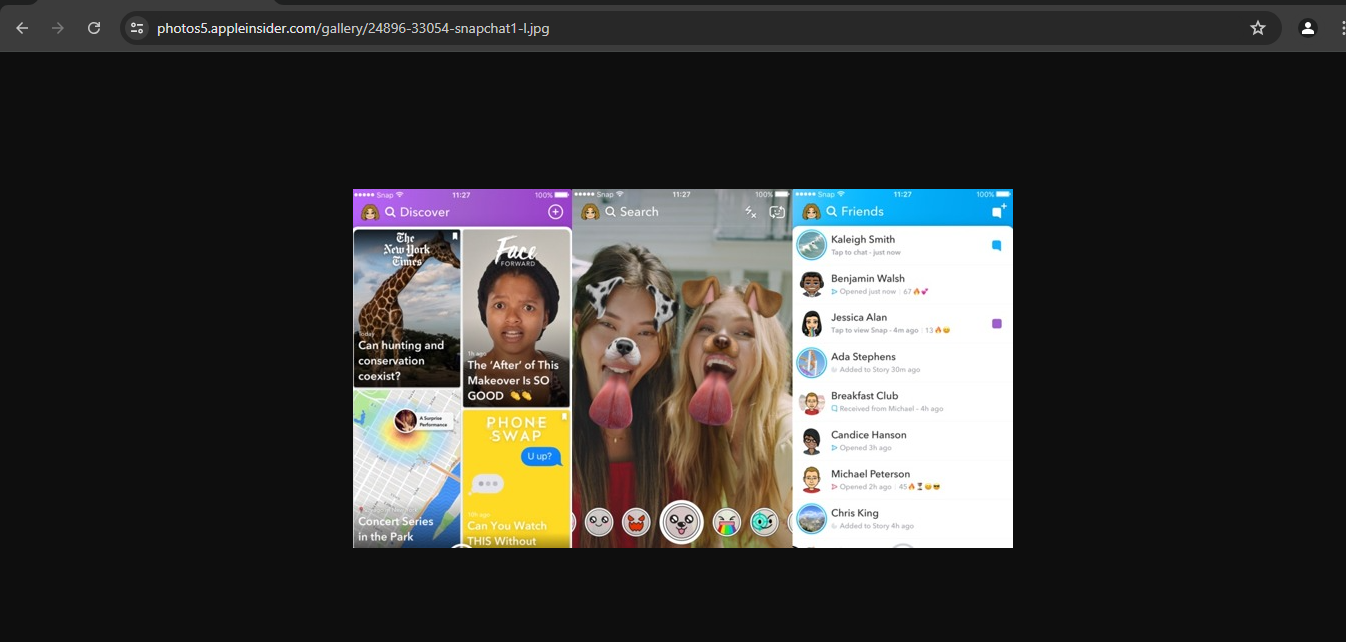 photos5.appleinsider.com/gallery/24896-33054-snapchat1-l.jpg
Snap 11:27 100%
Discover
The
New York
Times
Today
Can hunting and
conservation
coexist?
Face
FORWARD
1h ago
The ‘After’ of This
Makeover Is SO
GOOD 👏👏
A Surprise
Performance
Concert Series
in the Park
PHONE
SWAP
U up?
10h ago
Can You Watch
THIS Without
Snap 11:27 100%
Search
Snap 11:27 100%
Friends
Kaleigh Smith
Tap to chat - just now
Benjamin Walsh
Opened just now | 67🔥💕
Jessica Alan
Tap to view Snap - 4m ago | 13🔥😊
Ada Stephens
Added to Story 30m ago
Breakfast Club
Received from Michael - 4h ago
Candice Hanson
Opened 3h ago
Michael Peterson
Opened 2h ago | 45🔥⌛😊😎
Chris King
Added to Story 4h ago